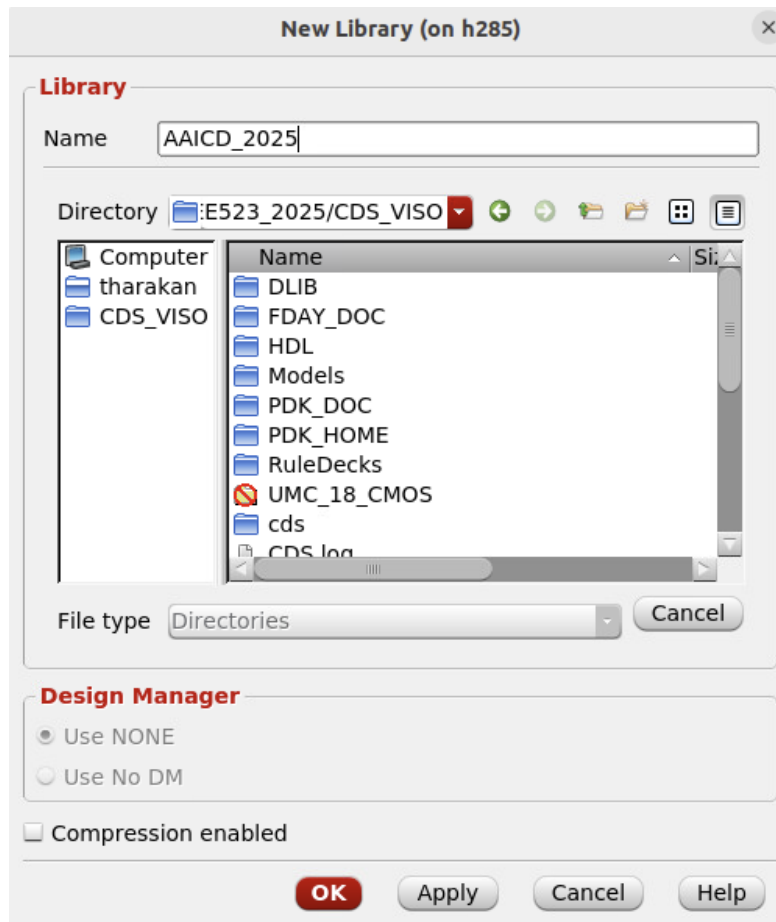 New Library (on h285)
Library
Name AAICD_2025
Directory E523_2025/CDS_VISO
Computer
tharakan
CDS_VISO
Name
DLIB
FDAY_DOC
HDL
Models
PDK_DOC
PDK_HOME
RuleDecks
UMC_18_CMOS
cds
CDS.log
File type Directories Cancel
Design Manager
Use NONE
Use No DM
Compression enabled
OK Apply Cancel Help